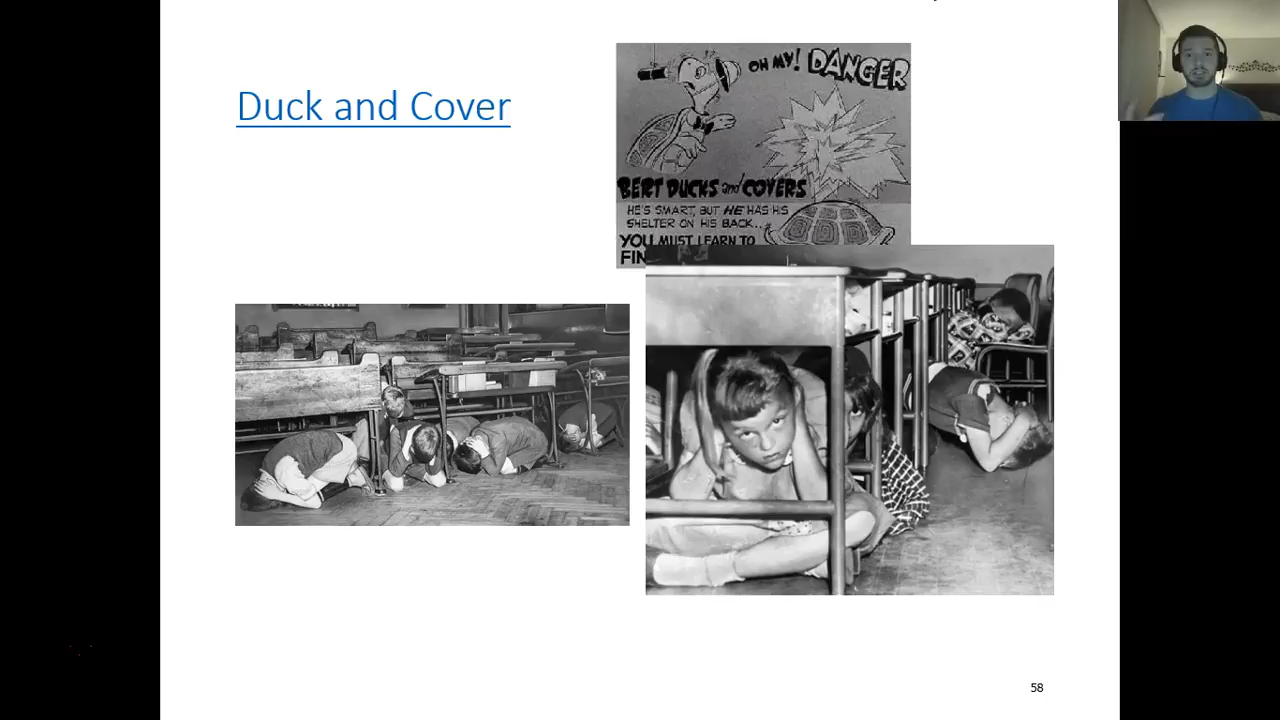 Duck and Cover
OH MY! DANGER
BERT DUCKS and COVERS
HE'S SMART, BUT HE HAS HIS
SHELTER ON HIS BACK...
YOU MUST LEARN TO
58